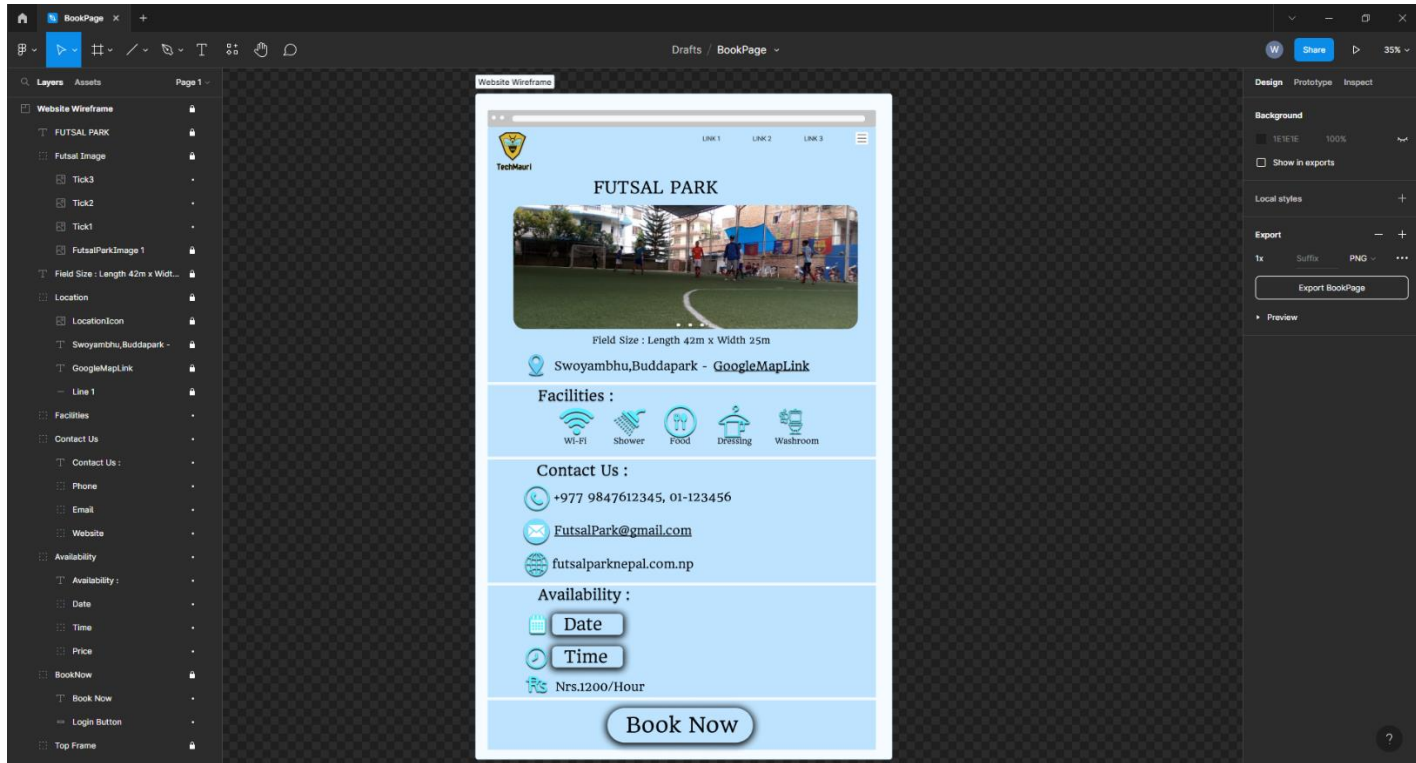 BookPage
Drafts / BookPage
W
Share
35%
Layers Assets Page 1
Website Wireframe
FUTSAL PARK
Futsal Image
Tick3
Tick2
Tick1
FutsalParkImage 1
Field Size : Length 42m x Widt...
Location
LocationIcon
Swoyambhu,Buddapark -
GoogleMapLink
Line 1
Facilities
Contact Us
Contact Us :
Phone
Email
Website
Availability
Availability :
Date
Time
Price
BookNow
Book Now
Login Button
Top Frame
Website Wireframe
TechMauri
LINK 1 LINK 2 LINK 3
FUTSAL PARK
Field Size : Length 42m x Width 25m
Swoyambhu,Buddapark - GoogleMapLink
Facilities :
Wi-Fi Shower Food Dressing Washroom
Contact Us :
+977 9847612345, 01-123456
FutsalPark@gmail.com
futsalparknepal.com.np
Availability :
Date
Time
Rs Nrs.1200/Hour
Book Now
Design Prototype Inspect
Background
1E1E1E 100%
Show in exports
Local styles
Export
1x Suffix PNG
Export BookPage
Preview
?